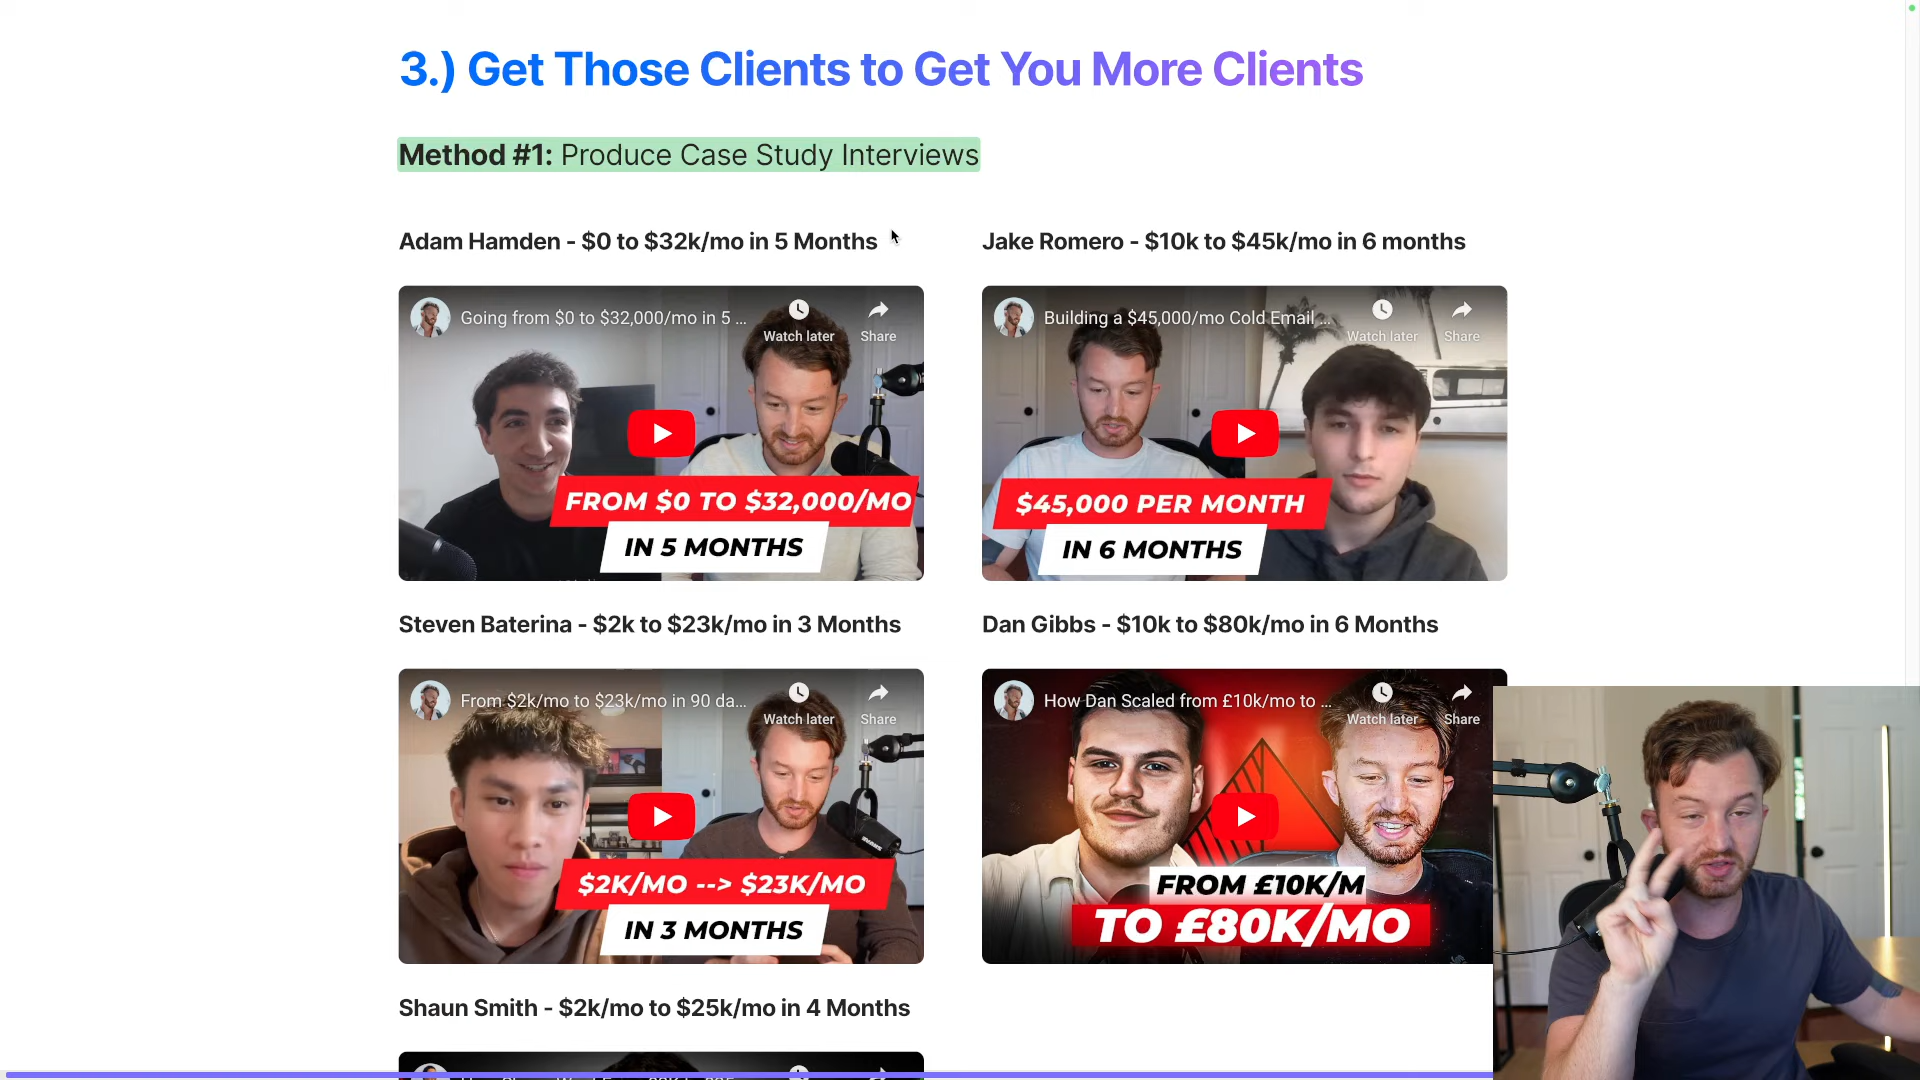 3.) Get Those Clients to Get You More Clients
Method #1: Produce Case Study Interviews
Adam Hamden - $0 to $32k/mo in 5 Months
Jake Romero - $10k to $45k/mo in 6 months
Going from $0 to $32,000/mo in 5 ...
Watch later
Share
FROM $0 TO $32,000/MO
IN 5 MONTHS
Building a $45,000/mo Cold Email ...
Watch later
Share
$45,000 PER MONTH
IN 6 MONTHS
Steven Baterina - $2k to $23k/mo in 3 Months
Dan Gibbs - $10k to $80k/mo in 6 Months
From $2k/mo to $23k/mo in 90 da...
Watch later
Share
$2K/MO --> $23K/MO
IN 3 MONTHS
How Dan Scaled from £10k/mo to ...
Watch later
Share
FROM £10K/M
TO £80K/MO
Shaun Smith - $2k/mo to $25k/mo in 4 Months